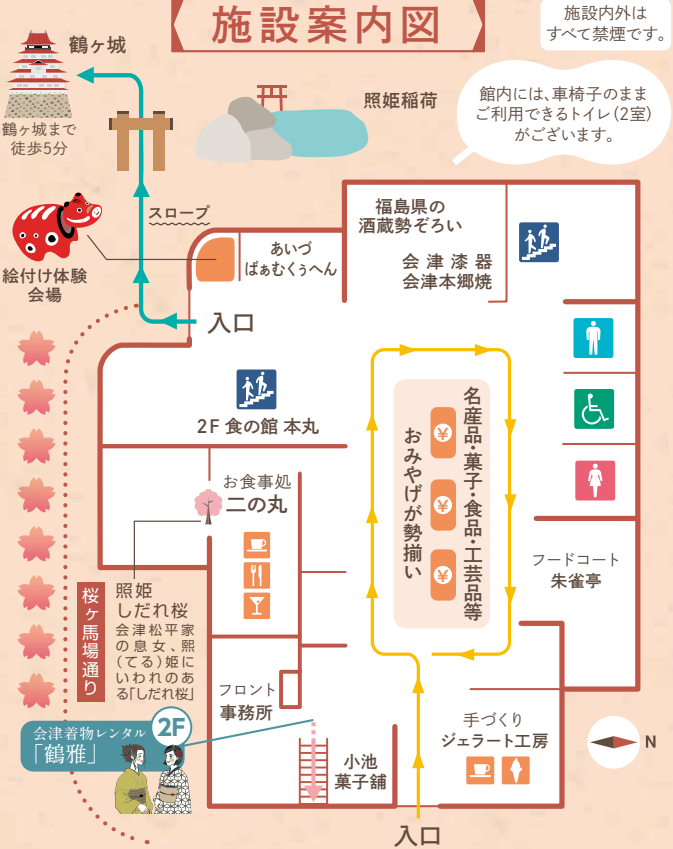 施設案内図
施設内外は
すべて禁煙です。
鶴ヶ城
鶴ヶ城まで
徒歩5分
照姫稲荷
館内には、車椅子のまま
ご利用できるトイレ(2室)
がございます。
スロープ
絵付け体験
会場
あいづ
ばぁむくぅへん
福島県の
酒蔵勢ぞろい
会津漆器
会津本郷焼
入口
2F 食の館 本丸
名産品・菓子・食品・工芸品等
おみやげが勢揃い
¥
¥
¥
お食事処
二の丸
フードコート
朱雀亭
桜ヶ馬場通り
照姫
しだれ桜
会津松平家
の息女、熙
(てる)姫に
いわれのあ
る「しだれ桜」
フロント
事務所
会津着物レンタル
「鶴雅」
2F
小池
菓子舗
手づくり
ジェラート工房
N
入口